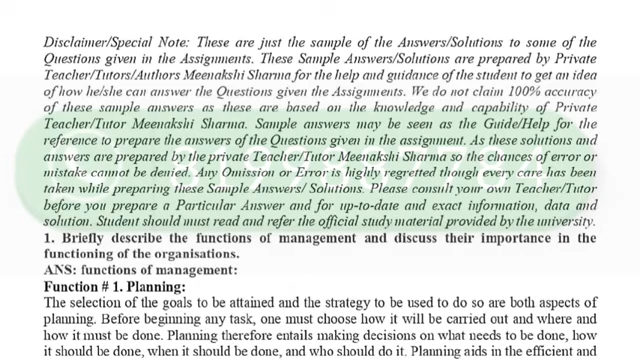 Disclaimer/Special Note: These are just the sample of the Answers/Solutions to some of the
Questions given in the Assignments. These Sample Answers/Solutions are prepared by Private
Teacher/Tutors/Authors Meenakshi Sharma for the help and guidance of the student to get an idea
of how he/she can answer the Questions given the Assignments. We do not claim 100% accuracy
of these sample answers as these are based on the knowledge and capability of Private
Teacher/Tutor Meenakshi Sharma. Sample answers may be seen as the Guide/Help for the
reference to prepare the answers of the Questions given in the assignment. As these solutions and
answers are prepared by the private Teacher/Tutor Meenakshi Sharma so the chances of error or
mistake cannot be denied. Any Omission or Error is highly regretted though every care has been
taken while preparing these Sample Answers/ Solutions. Please consult your own Teacher/Tutor
before you prepare a Particular Answer and for up-to-date and exact information, data and
solution. Student should must read and refer the official study material provided by the university.
1. Briefly describe the functions of management and discuss their importance in the
functioning of the organisations.
ANS: functions of management:
Function # 1. Planning:
The selection of the goals to be attained and the strategy to be used to do so are both aspects of
planning. Before beginning any task, one must choose how it will be carried out and where and
how it must be done. Planning therefore entails making decisions on what needs to be done, how
it should be done, when it should be done, and who should do it. Planning aids in the efficient and